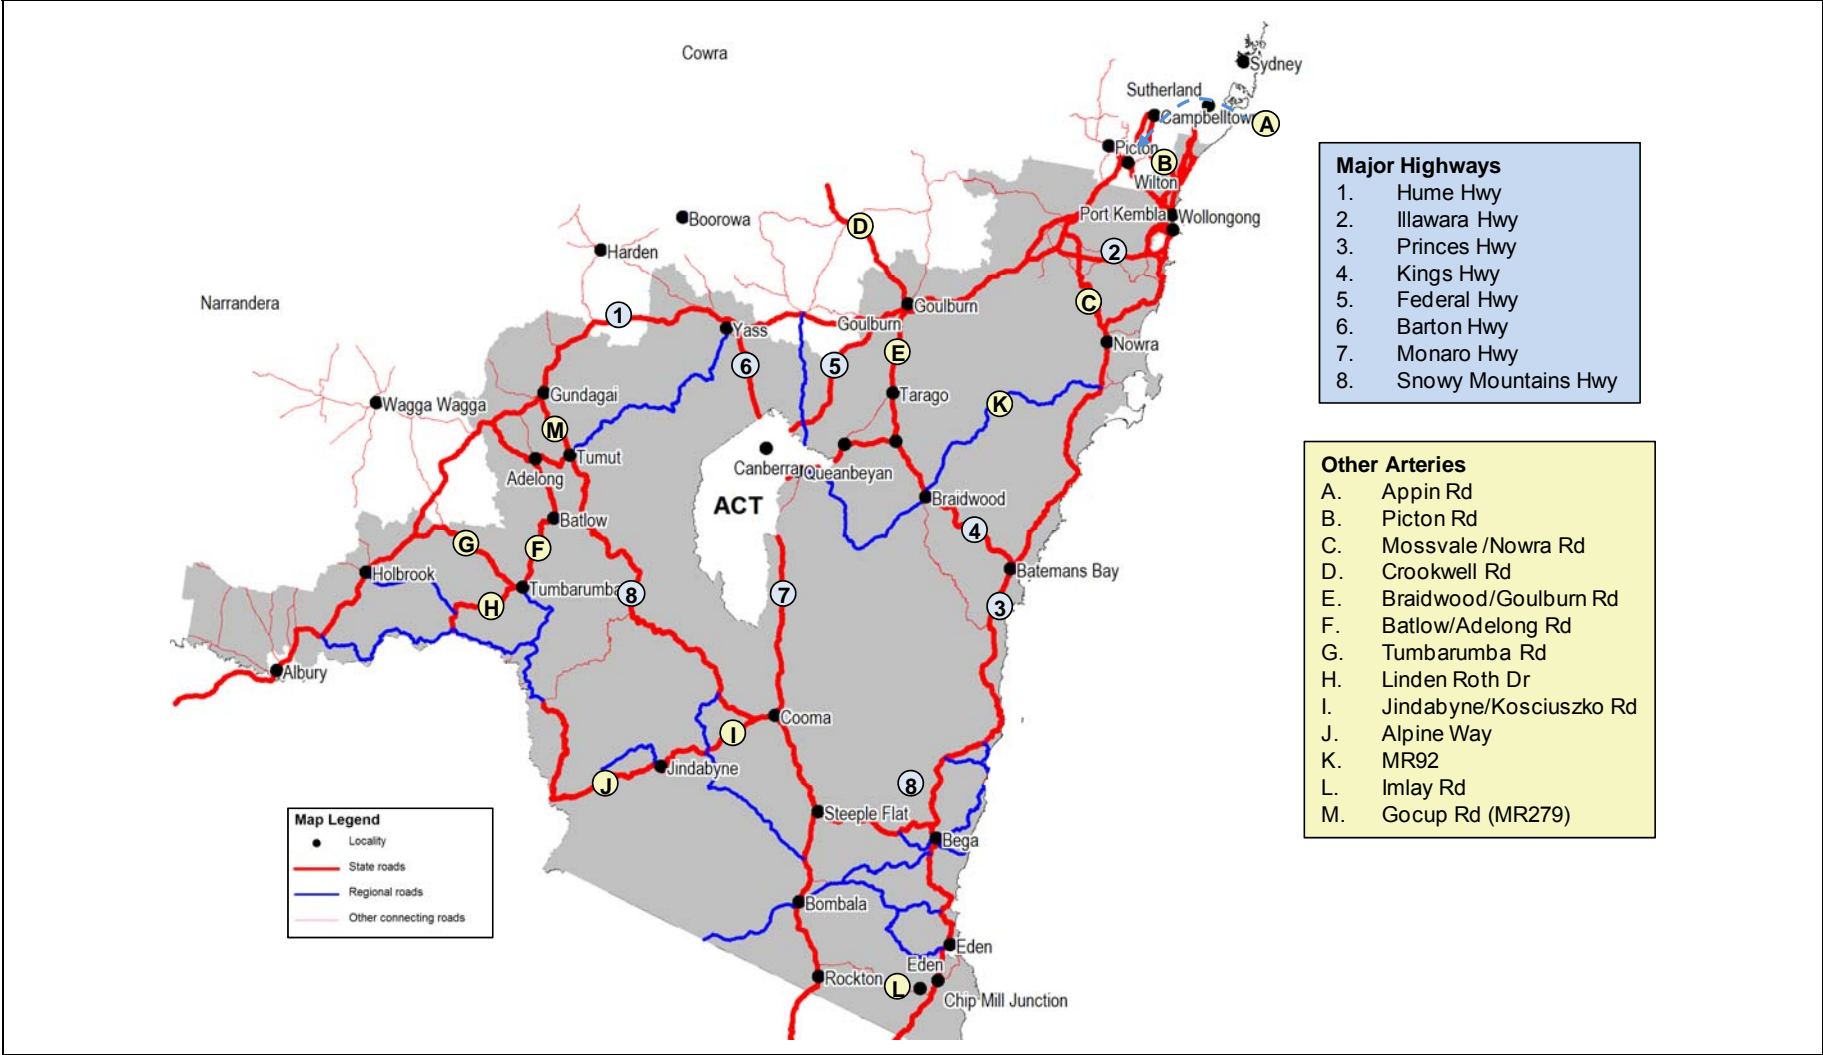 Cowra
Sydney
Sutherland
Campbelltown
A
Picton
B
Wilton
Port Kembla
Wollongong
Boorowa
D
Harden
2
Narrandera
C
1
Goulburn
Goulburn
Yass
Nowra
6
5
E
Gundagai
Tarago
K
Wagga Wagga
M
Tumut
Canberra
Queanbeyan
Adelong
ACT
Braidwood
Batlow
4
G
F
Holbrook
Batemans Bay
Tumbarumba
8
7
H
3
Albury
Cooma
I
Jindabyne
J
8
Steeple Flat
Bega
Bombala
Eden
Eden
Rockton
L
Chip Mill Junction
Map Legend
Locality
State roads
Regional roads
Other connecting roads
Major Highways
1. Hume Hwy
2. Illawara Hwy
3. Princes Hwy
4. Kings Hwy
5. Federal Hwy
6. Barton Hwy
7. Monaro Hwy
8. Snowy Mountains Hwy
Other Arteries
A. Appin Rd
B. Picton Rd
C. Mossvale /Nowra Rd
D. Crookwell Rd
E. Braidwood/Goulburn Rd
F. Batlow/Adelong Rd
G. Tumbarumba Rd
H. Linden Roth Dr
I. Jindabyne/Kosciuszko Rd
J. Alpine Way
K. MR92
L. Imlay Rd
M. Gocup Rd (MR279)